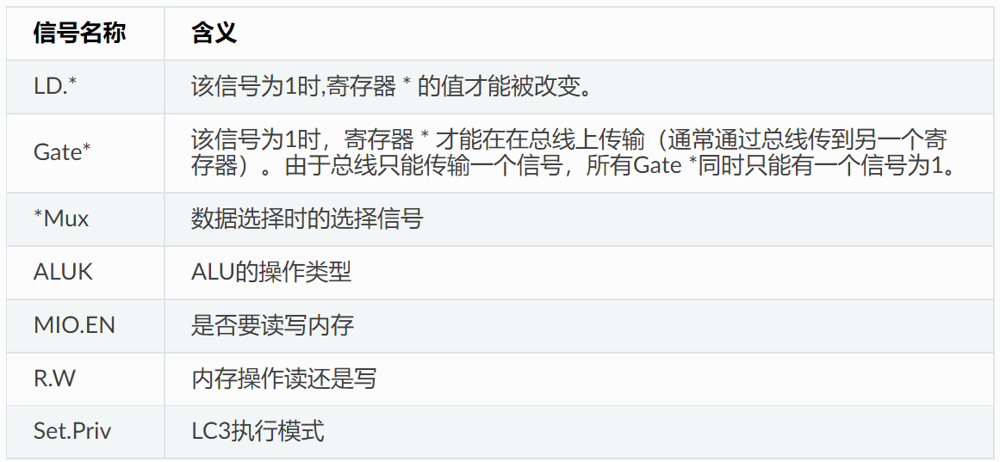 信号名称 含义
LD.* 该信号为1时,寄存器 * 的值才能被改变。
Gate* 该信号为1时，寄存器 * 才能在在总线上传输（通常通过总线传到另一个寄
存器）。由于总线只能传输一个信号，所有Gate *同时只能有一个信号为1。
*Mux 数据选择时的选择信号
ALUK ALU的操作类型
MIO.EN 是否要读写内存
R.W 内存操作读还是写
Set.Priv LC3执行模式